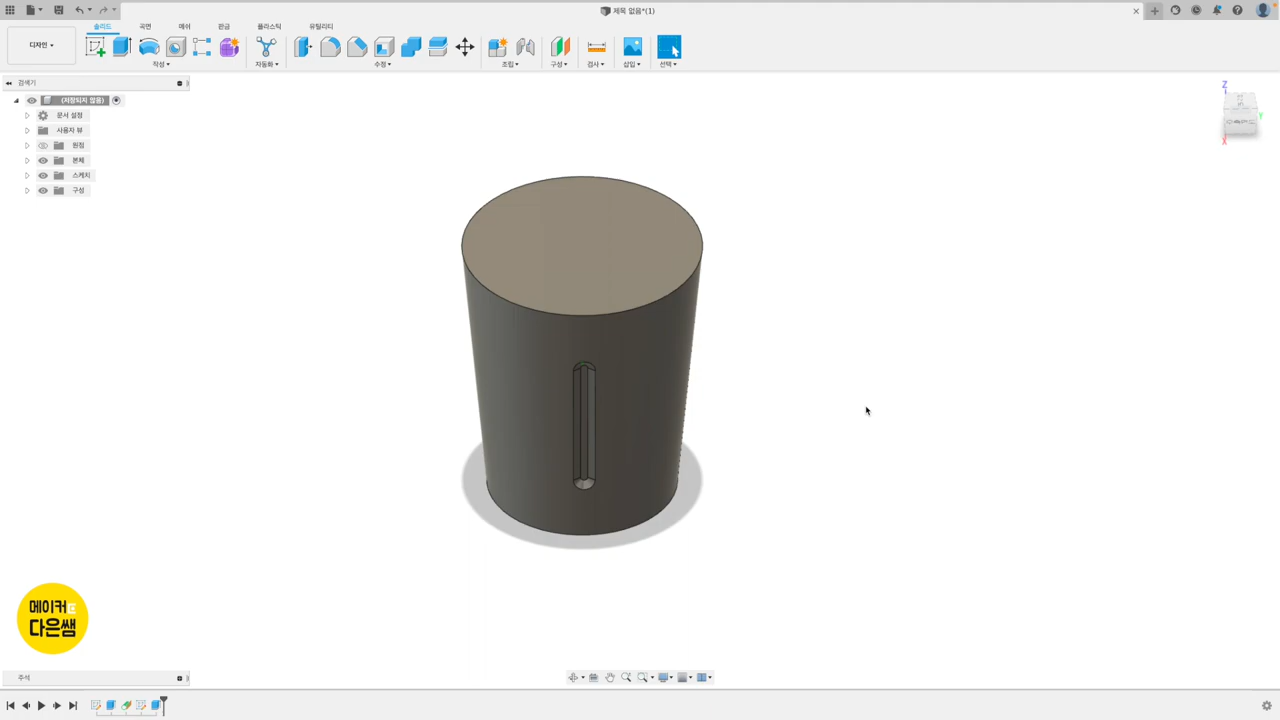 제목 없음*(1)
솔리드
곡면
메쉬
판금
플라스틱
유틸리티
디자인
작성
자동화
수정
조립
구성
검사
삽입
선택
검색기
(저장되지 않음)
문서 설정
사용자 뷰
원점
본체
스케치
구성
Z
Y
X
메이커
다은쌤
주석